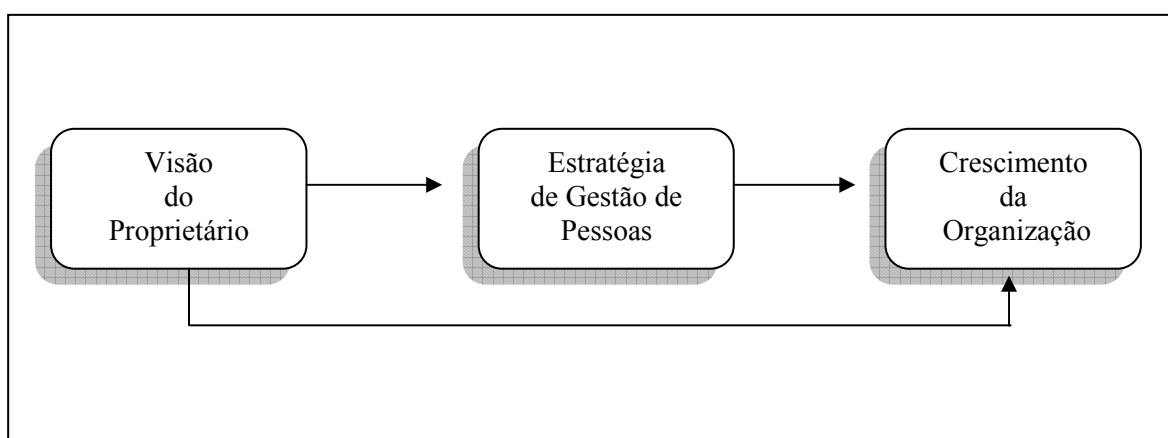 Visão
do
Proprietário
Estratégia
de Gestão de
Pessoas
Crescimento
da
Organização